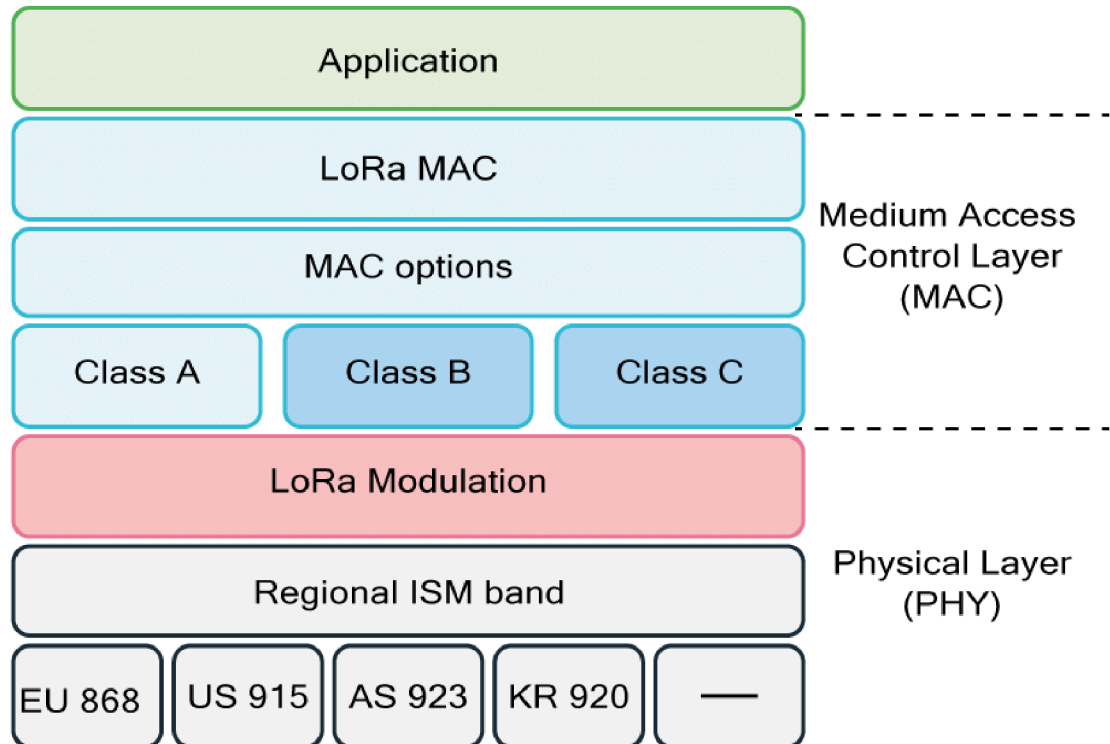 Application
LoRa MAC
Medium Access
Control Layer
(MAC)
MAC options
Class A
Class B
Class C
LoRa Modulation
Regional ISM band
Physical Layer
(PHY)
EU 868
US 915
AS 923
KR 920
—